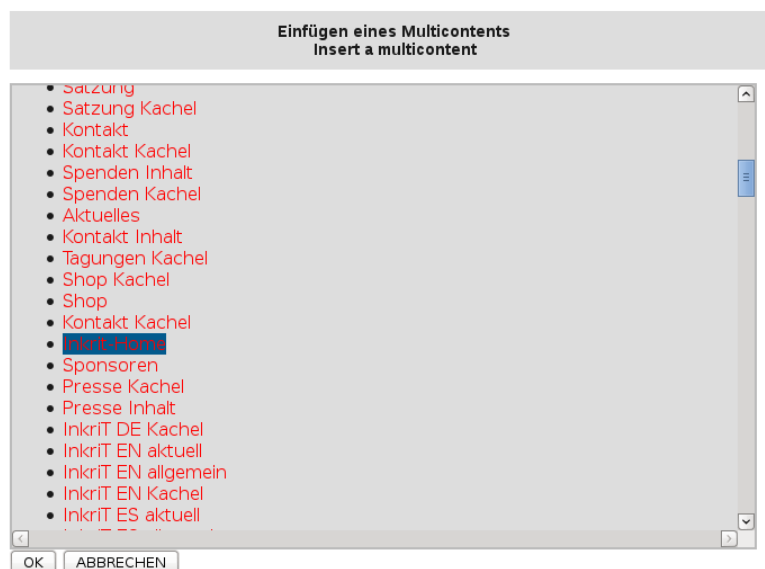 Einfügen eines Multicontents
Insert a multicontent
Satzung
Satzung Kachel
Kontakt
Kontakt Kachel
Spenden Inhalt
Spenden Kachel
Aktuelles
Kontakt Inhalt
Tagungen Kachel
Shop Kachel
Shop
Kontakt Kachel
Inkrit-Home
Sponsoren
Presse Kachel
Presse Inhalt
InkriT DE Kachel
InkriT EN aktuell
InkriT EN allgemein
InkriT EN Kachel
InkriT ES aktuell
OK ABBRECHEN